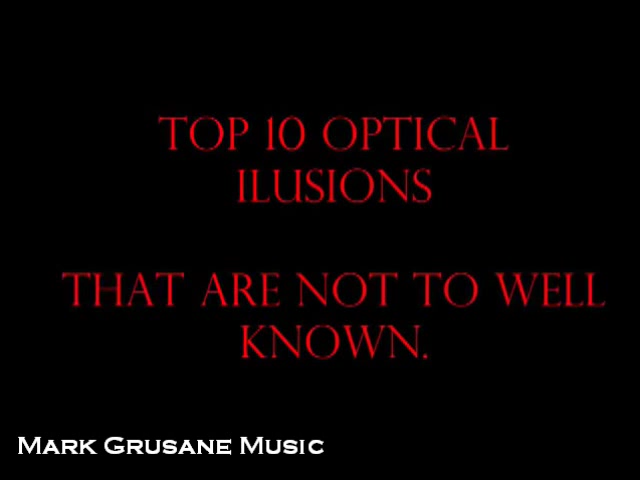 TOP 10 OPTICAL
ILUSIONS
THAT ARE NOT TO WELL
KNOWN.
MARK GRUSANE MUSIC